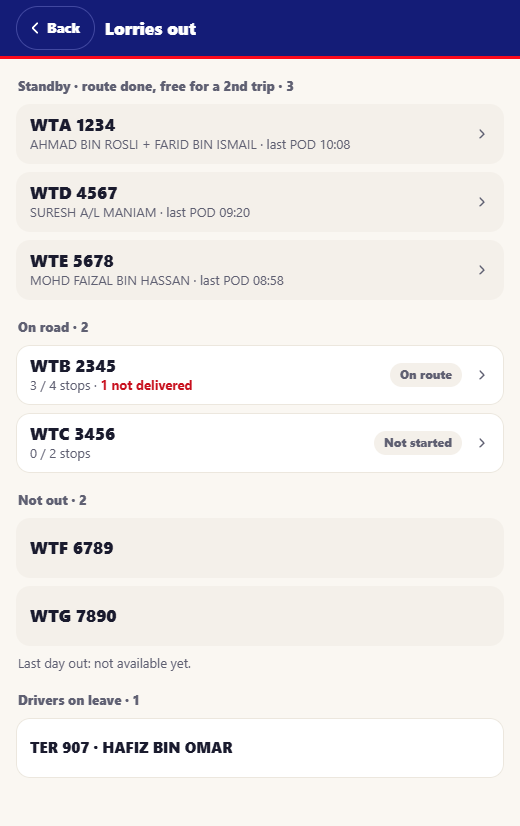 Back
Lorries out
Standby · route done, free for a 2nd trip · 3
WTA 1234
AHMAD BIN ROSLI + FARID BIN ISMAIL · last POD 10:08
WTD 4567
SURESH A/L MANIAM · last POD 09:20
WTE 5678
MOHD FAIZAL BIN HASSAN · last POD 08:58
On road · 2
WTB 2345
3 / 4 stops · 1 not delivered
On route
WTC 3456
0 / 2 stops
Not started
Not out · 2
WTF 6789
WTG 7890
Last day out: not available yet.
Drivers on leave · 1
TER 907 · HAFIZ BIN OMAR